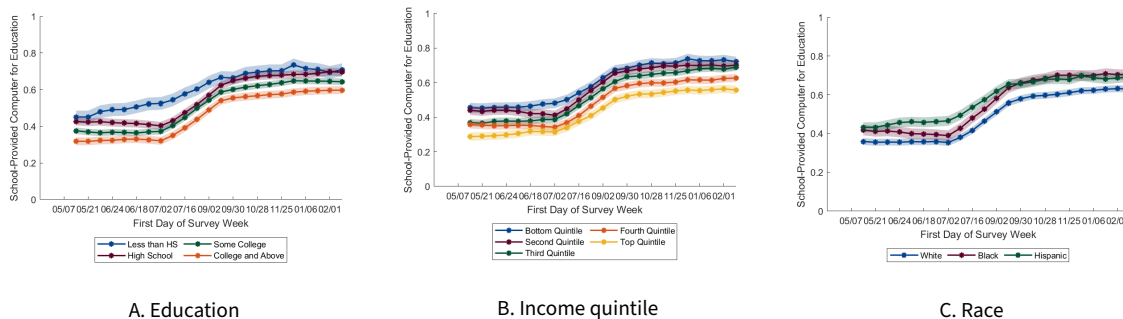 School-Provided Computer for Education
1
0.8
0.6
0.4
0.2
0
05/07 05/21 06/24 06/18 07/02 07/16 09/02 09/30 10/28 11/25 01/06 02/01
First Day of Survey Week
Less than HS Some College
High School College and Above
A. Education
School-Provided Computer for Education
1
0.8
0.6
0.4
0.2
0
05/07 05/21 06/24 06/18 07/02 07/16 09/02 09/30 10/28 11/25 01/06 02/01
First Day of Survey Week
Bottom Quintile Fourth Quintile
Second Quintile Top Quintile
Third Quintile
B. Income quintile
School-Provided Computer for Education
1
0.8
0.6
0.4
0.2
0
05/07 05/21 06/24 06/18 07/02 07/16 09/02 09/30 10/28 11/25 01/06 02/0
First Day of Survey Week
White Black Hispanic
C. Race